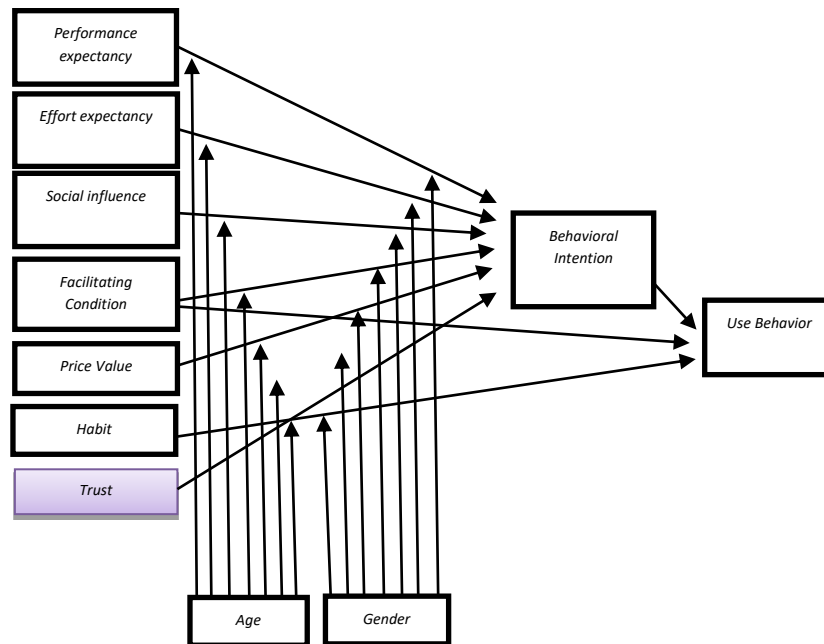 Performance
expectancy
Effort expectancy
Social influence
Facilitating
Condition
Price Value
Habit
Trust
Behavioral
Intention
Use Behavior
Age
Gender